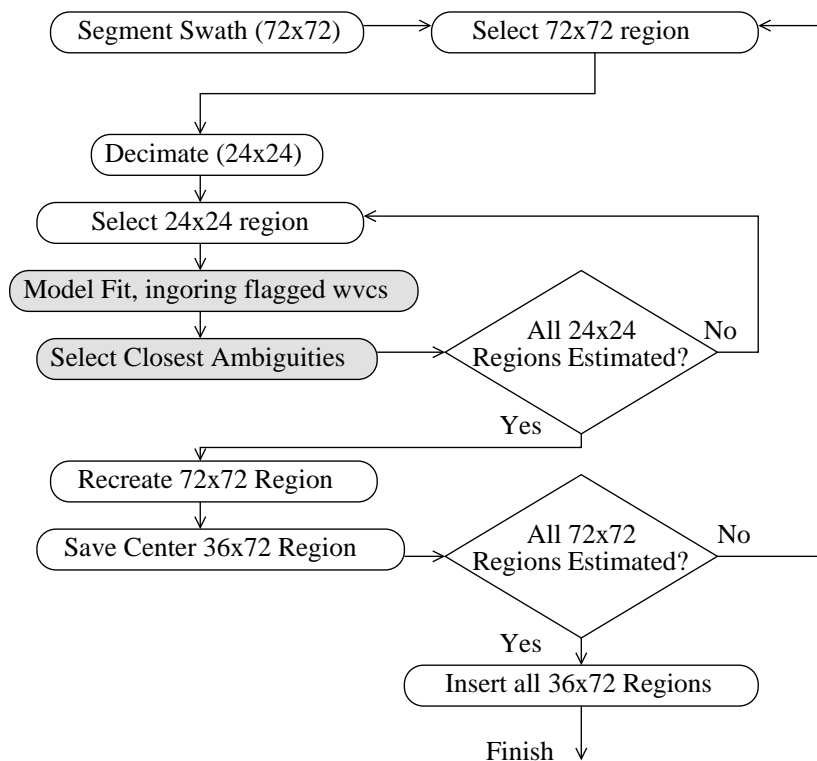 Segment Swath (72x72)
Select 72x72 region
Decimate (24x24)
Select 24x24 region
Model Fit, ingoring flagged wvcs
Select Closest Ambiguities
All 24x24
Regions Estimated?
No
Yes
Recreate 72x72 Region
Save Center 36x72 Region
All 72x72
Regions Estimated?
No
Yes
Insert all 36x72 Regions
Finish